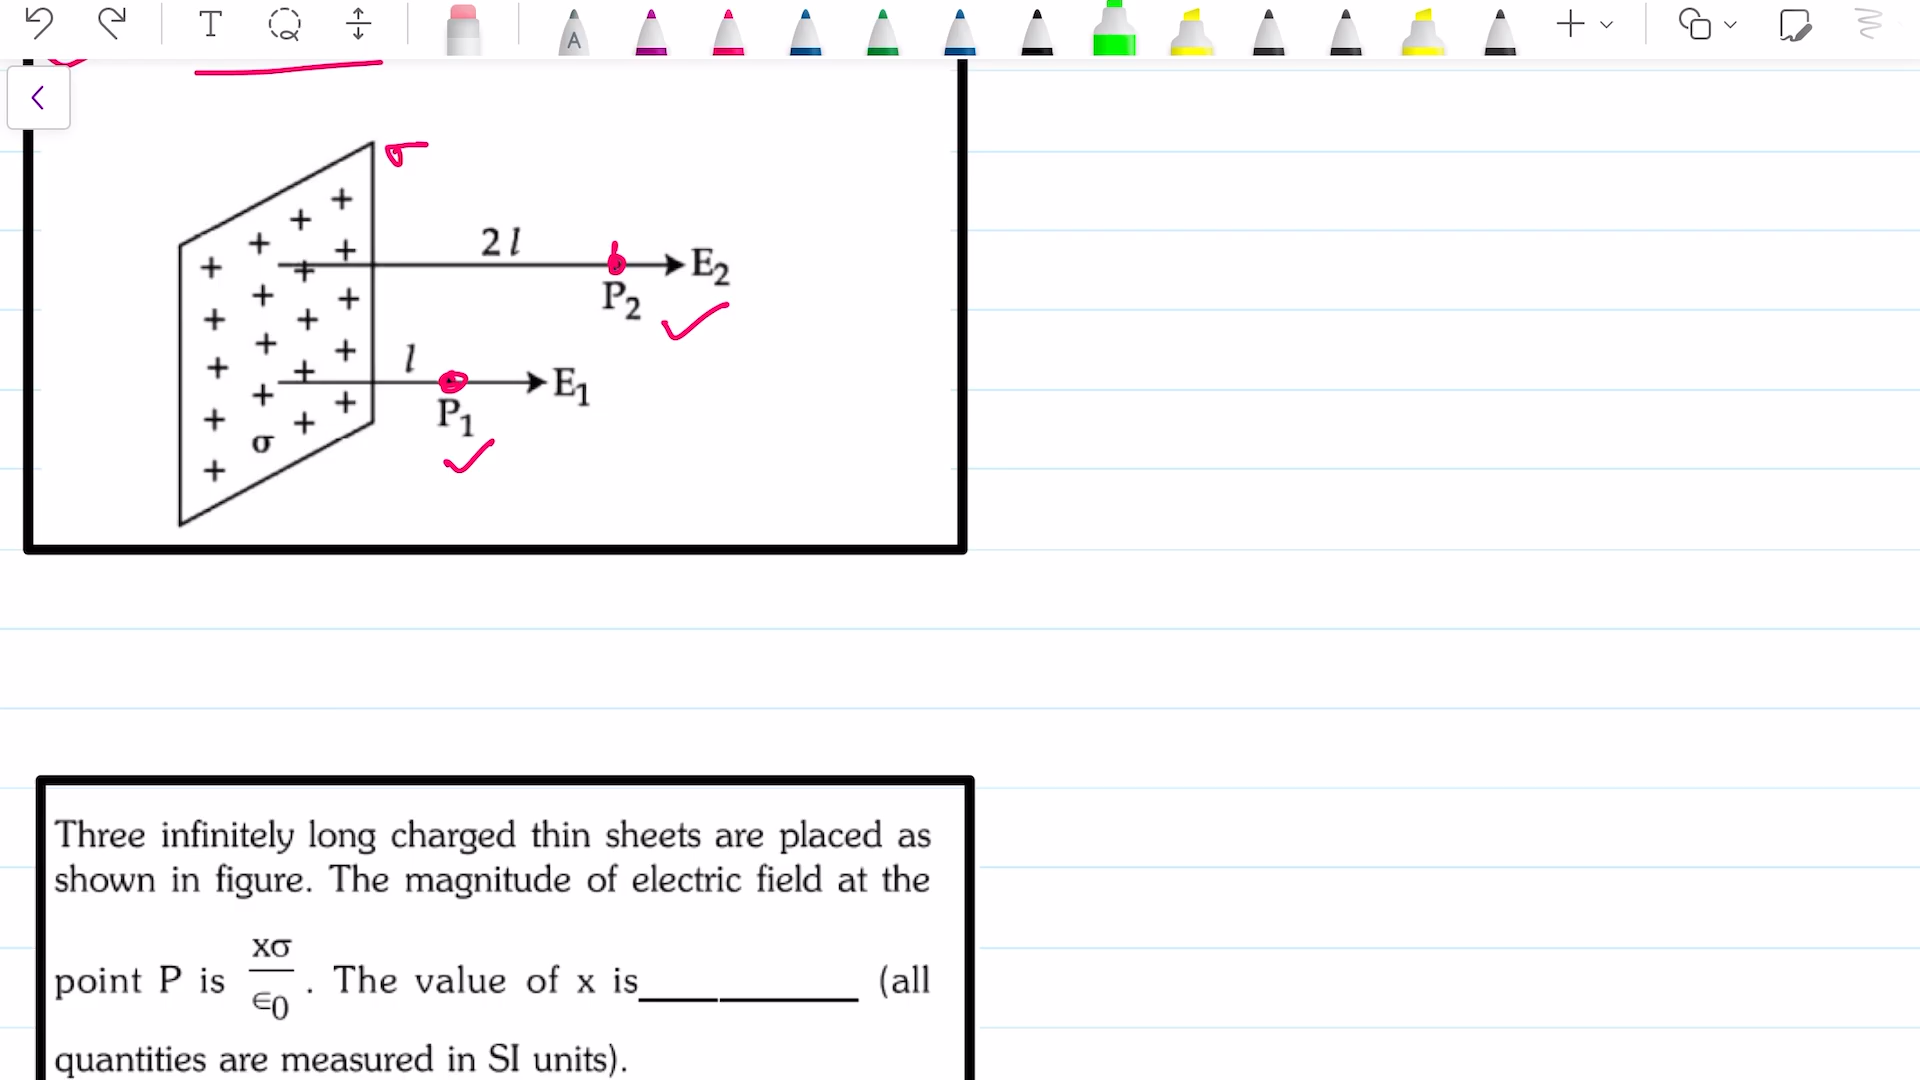 T
A
σ
2l
E₂
P₂
l
E₁
P₁
σ
Three infinitely long charged thin sheets are placed as
shown in figure. The magnitude of electric field at the
point P is xσ/∈0 . The value of x is__________ (all
quantities are measured in SI units).